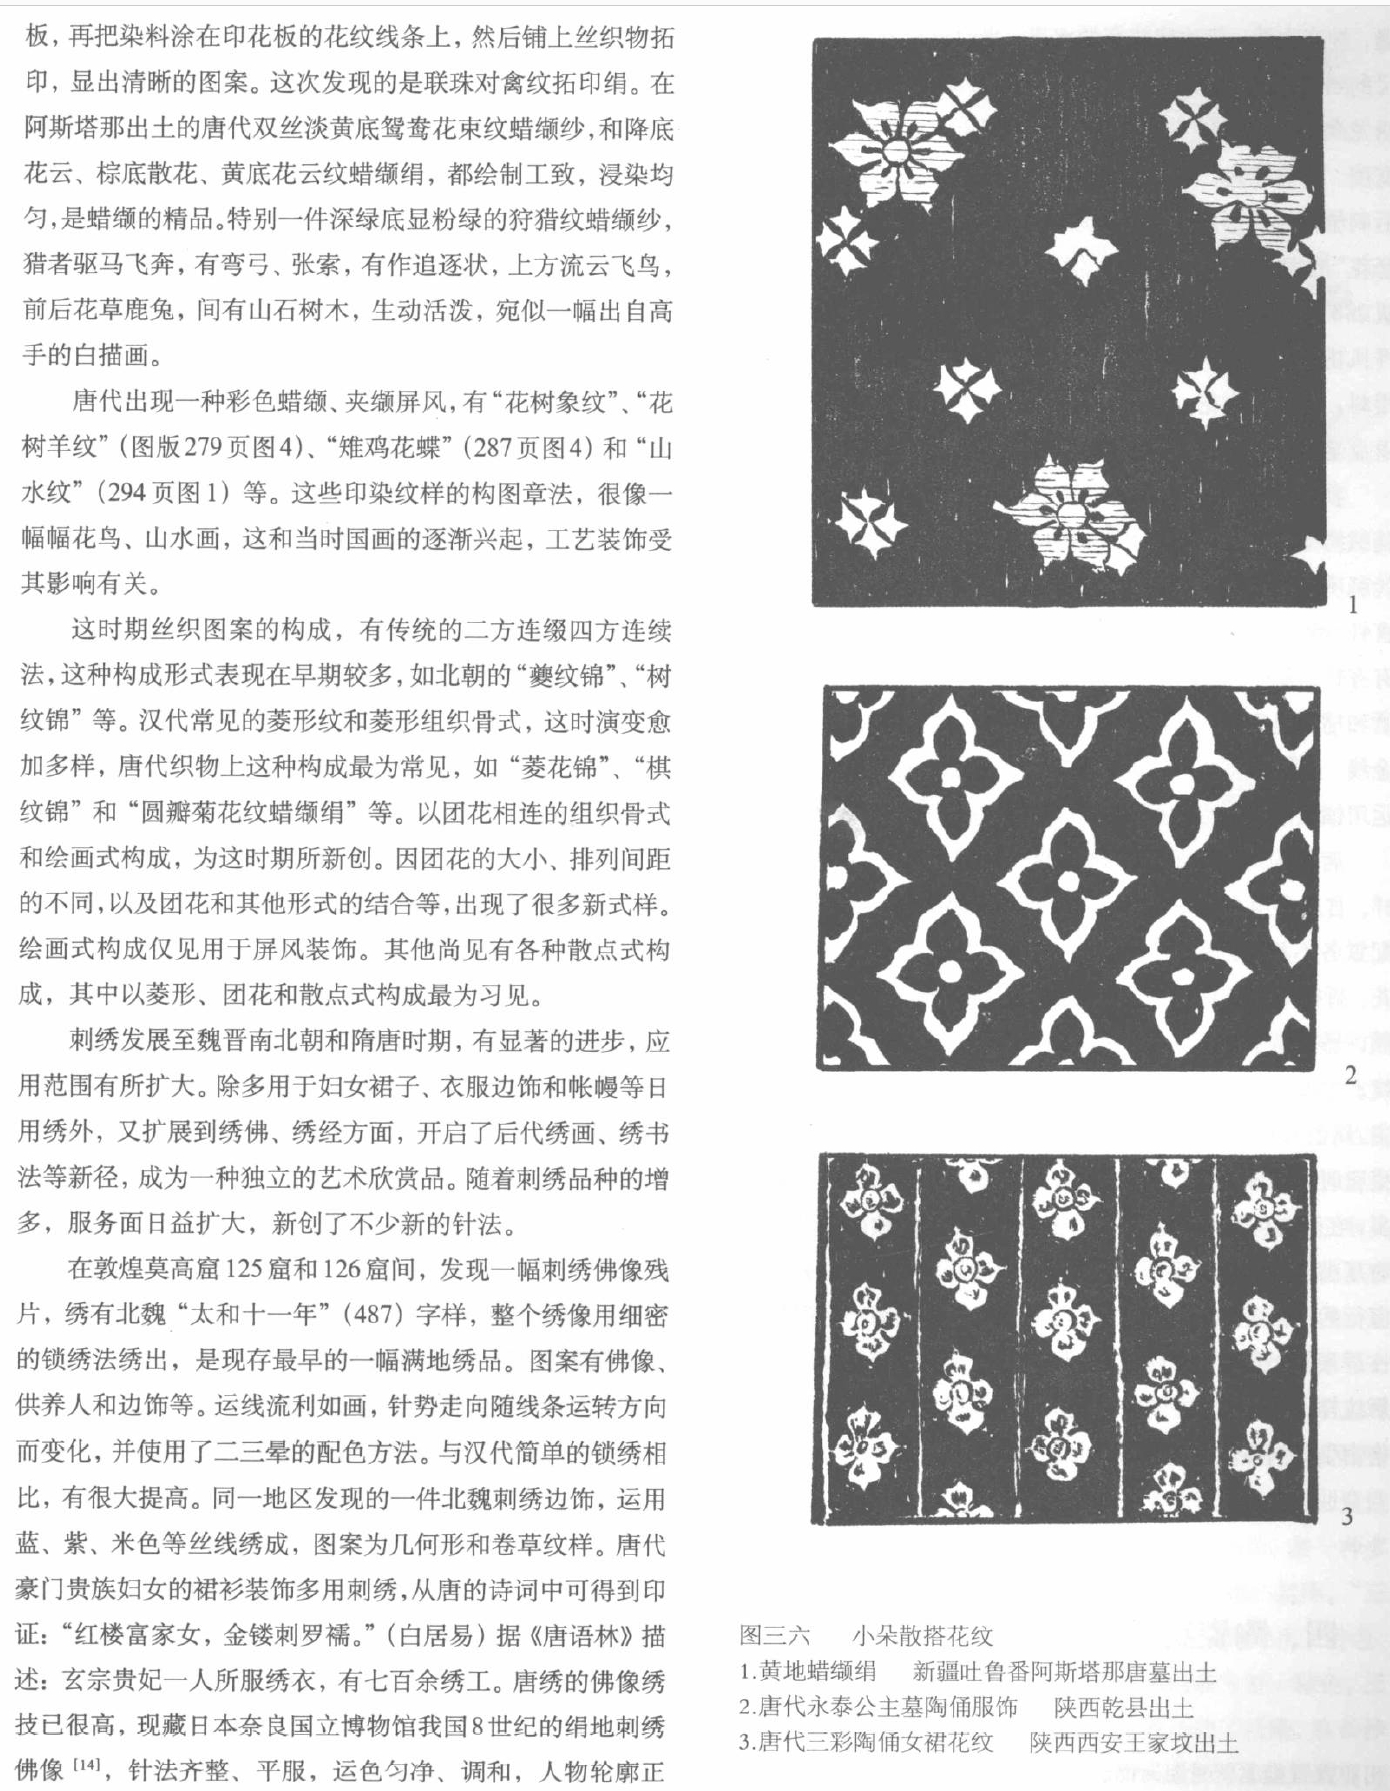 板，再把染料涂在印花板的花纹线条上，然后铺上丝织物拓
印，显出清晰的图案。这次发现的是联珠对禽纹拓印绢。在
阿斯塔那出土的唐代双丝淡黄底鸳鸯花束纹蜡缬纱，和降底
花云、棕底散花、黄底花云纹蜡缬绢，都绘制工致，浸染均
匀，是蜡缬的精品。特别一件深绿底显粉绿的狩猎纹蜡缬纱，
猎者驱马飞奔，有弯弓、张索，有作追逐状，上方流云飞鸟，
前后花草鹿兔，间有山石树木，生动活泼，宛似一幅出自高
手的白描画。
唐代出现一种彩色蜡缬、夹缬屏风，有“花树象纹”、“花
树羊纹”（图版279页图4）、“雉鸡花蝶”（287页图4）和“山
水纹”（294页图1）等。这些印染纹样的构图章法，很像一
幅幅花鸟、山水画，这和当时国画的逐渐兴起，工艺装饰受
其影响有关。
这时期丝织图案的构成，有传统的二方连缀四方连续
法，这种构成形式表现在早期较多，如北朝的“夔纹锦”、“树
纹锦”等。汉代常见的菱形纹和菱形组织骨式，这时演变愈
加多样，唐代织物上这种构成最为常见，如“菱花锦”、“棋
纹锦”和“圆瓣菊花纹蜡缬绢”等。以团花相连的组织骨式
和绘画式构成，为这时期所新创。因团花的大小、排列间距
的不同，以及团花和其他形式的结合等，出现了很多新式样。
绘画式构成仅见用于屏风装饰。其他尚见有各种散点式构
成，其中以菱形、团花和散点式构成最为习见。
刺绣发展至魏晋南北朝和隋唐时期，有显著的进步，应
用范围有所扩大。除多用于妇女裙子、衣服边饰和帐幔等日
用绣外，又扩展到绣佛、绣经方面，开启了后代绣画、绣书
法等新径，成为一种独立的艺术欣赏品。随着刺绣品种的增
多，服务面日益扩大，新创了不少新的针法。
在敦煌莫高窟125窟和126窟间，发现一幅刺绣佛像残
片，绣有北魏“太和十一年”（487）字样，整个绣像用细密
的锁绣法绣出，是现存最早的一幅满地绣品。图案有佛像、
供养人和边饰等。运线流利如画，针势走向随线条运转方向
而变化，并使用了二三晕的配色方法。与汉代简单的锁绣相
比，有很大提高。同一地区发现的一件北魏刺绣边饰，运用
蓝、紫、米色等丝线绣成，图案为几何形和卷草纹样。唐代
豪门贵族妇女的裙衫装饰多用刺绣，从唐的诗词中可得到印
证：“红楼富家女，金镂刺罗襦。”（白居易）据《唐语林》描
述：玄宗贵妃一人所服绣衣，有七百余绣工。唐绣的佛像绣
技已很高，现藏日本奈良国立博物馆我国8世纪的绢地刺绣
佛像[14]，针法齐整、平服，运色匀净、调和，人物轮廓正
1
2
3
图三六 小朵散搭花纹
1.黄地蜡缬绢 新疆吐鲁番阿斯塔那唐墓出土
2.唐代永泰公主墓陶俑服饰 陕西乾县出土
3.唐代三彩陶俑女裙花纹 陕西西安王家坟出土